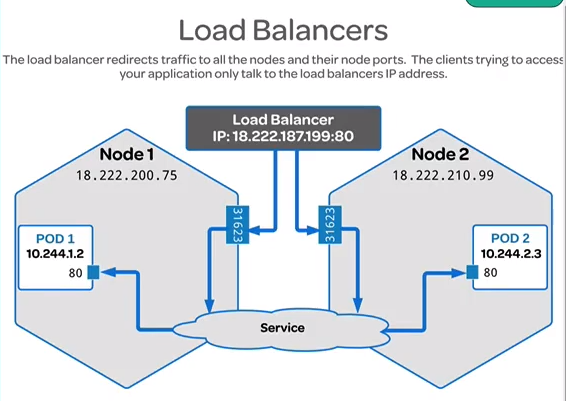 Load Balancers
The load balancer redirects traffic to all the nodes and their node ports. The clients trying to access
your application only talk to the load balancers IP address.
Load Balancer
IP: 18.222.187.199:80
Node 1
18.222.200.75
Node 2
18.222.210.99
31623
31623
POD 1
10.244.1.2
80
POD 2
10.244.2.3
80
Service